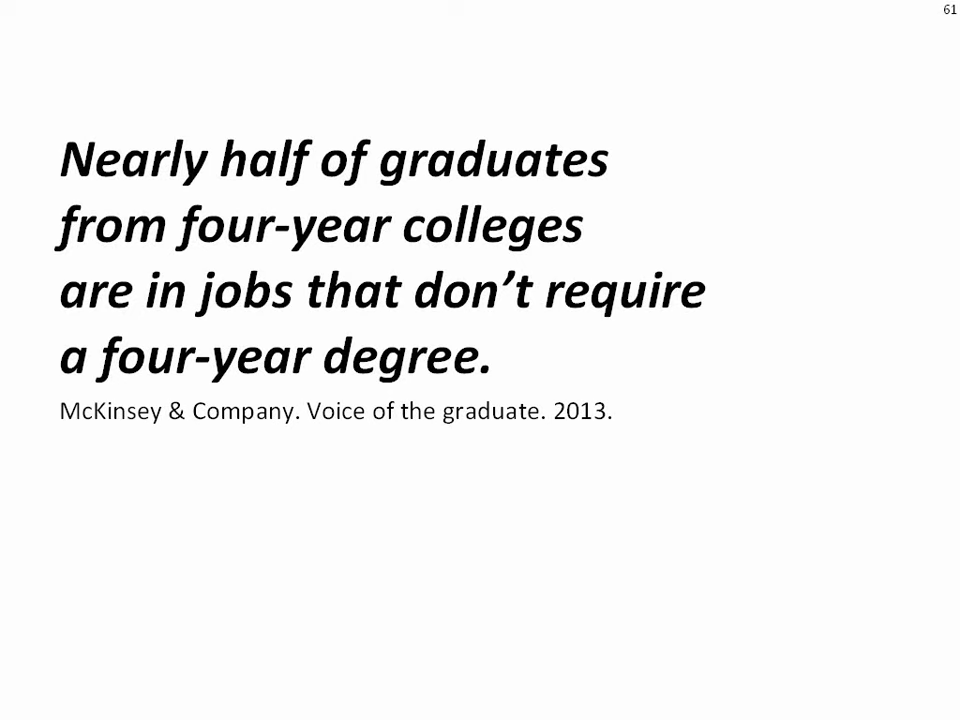 61
Nearly half of graduates
from four-year colleges
are in jobs that don’t require
a four-year degree.
McKinsey & Company. Voice of the graduate. 2013.